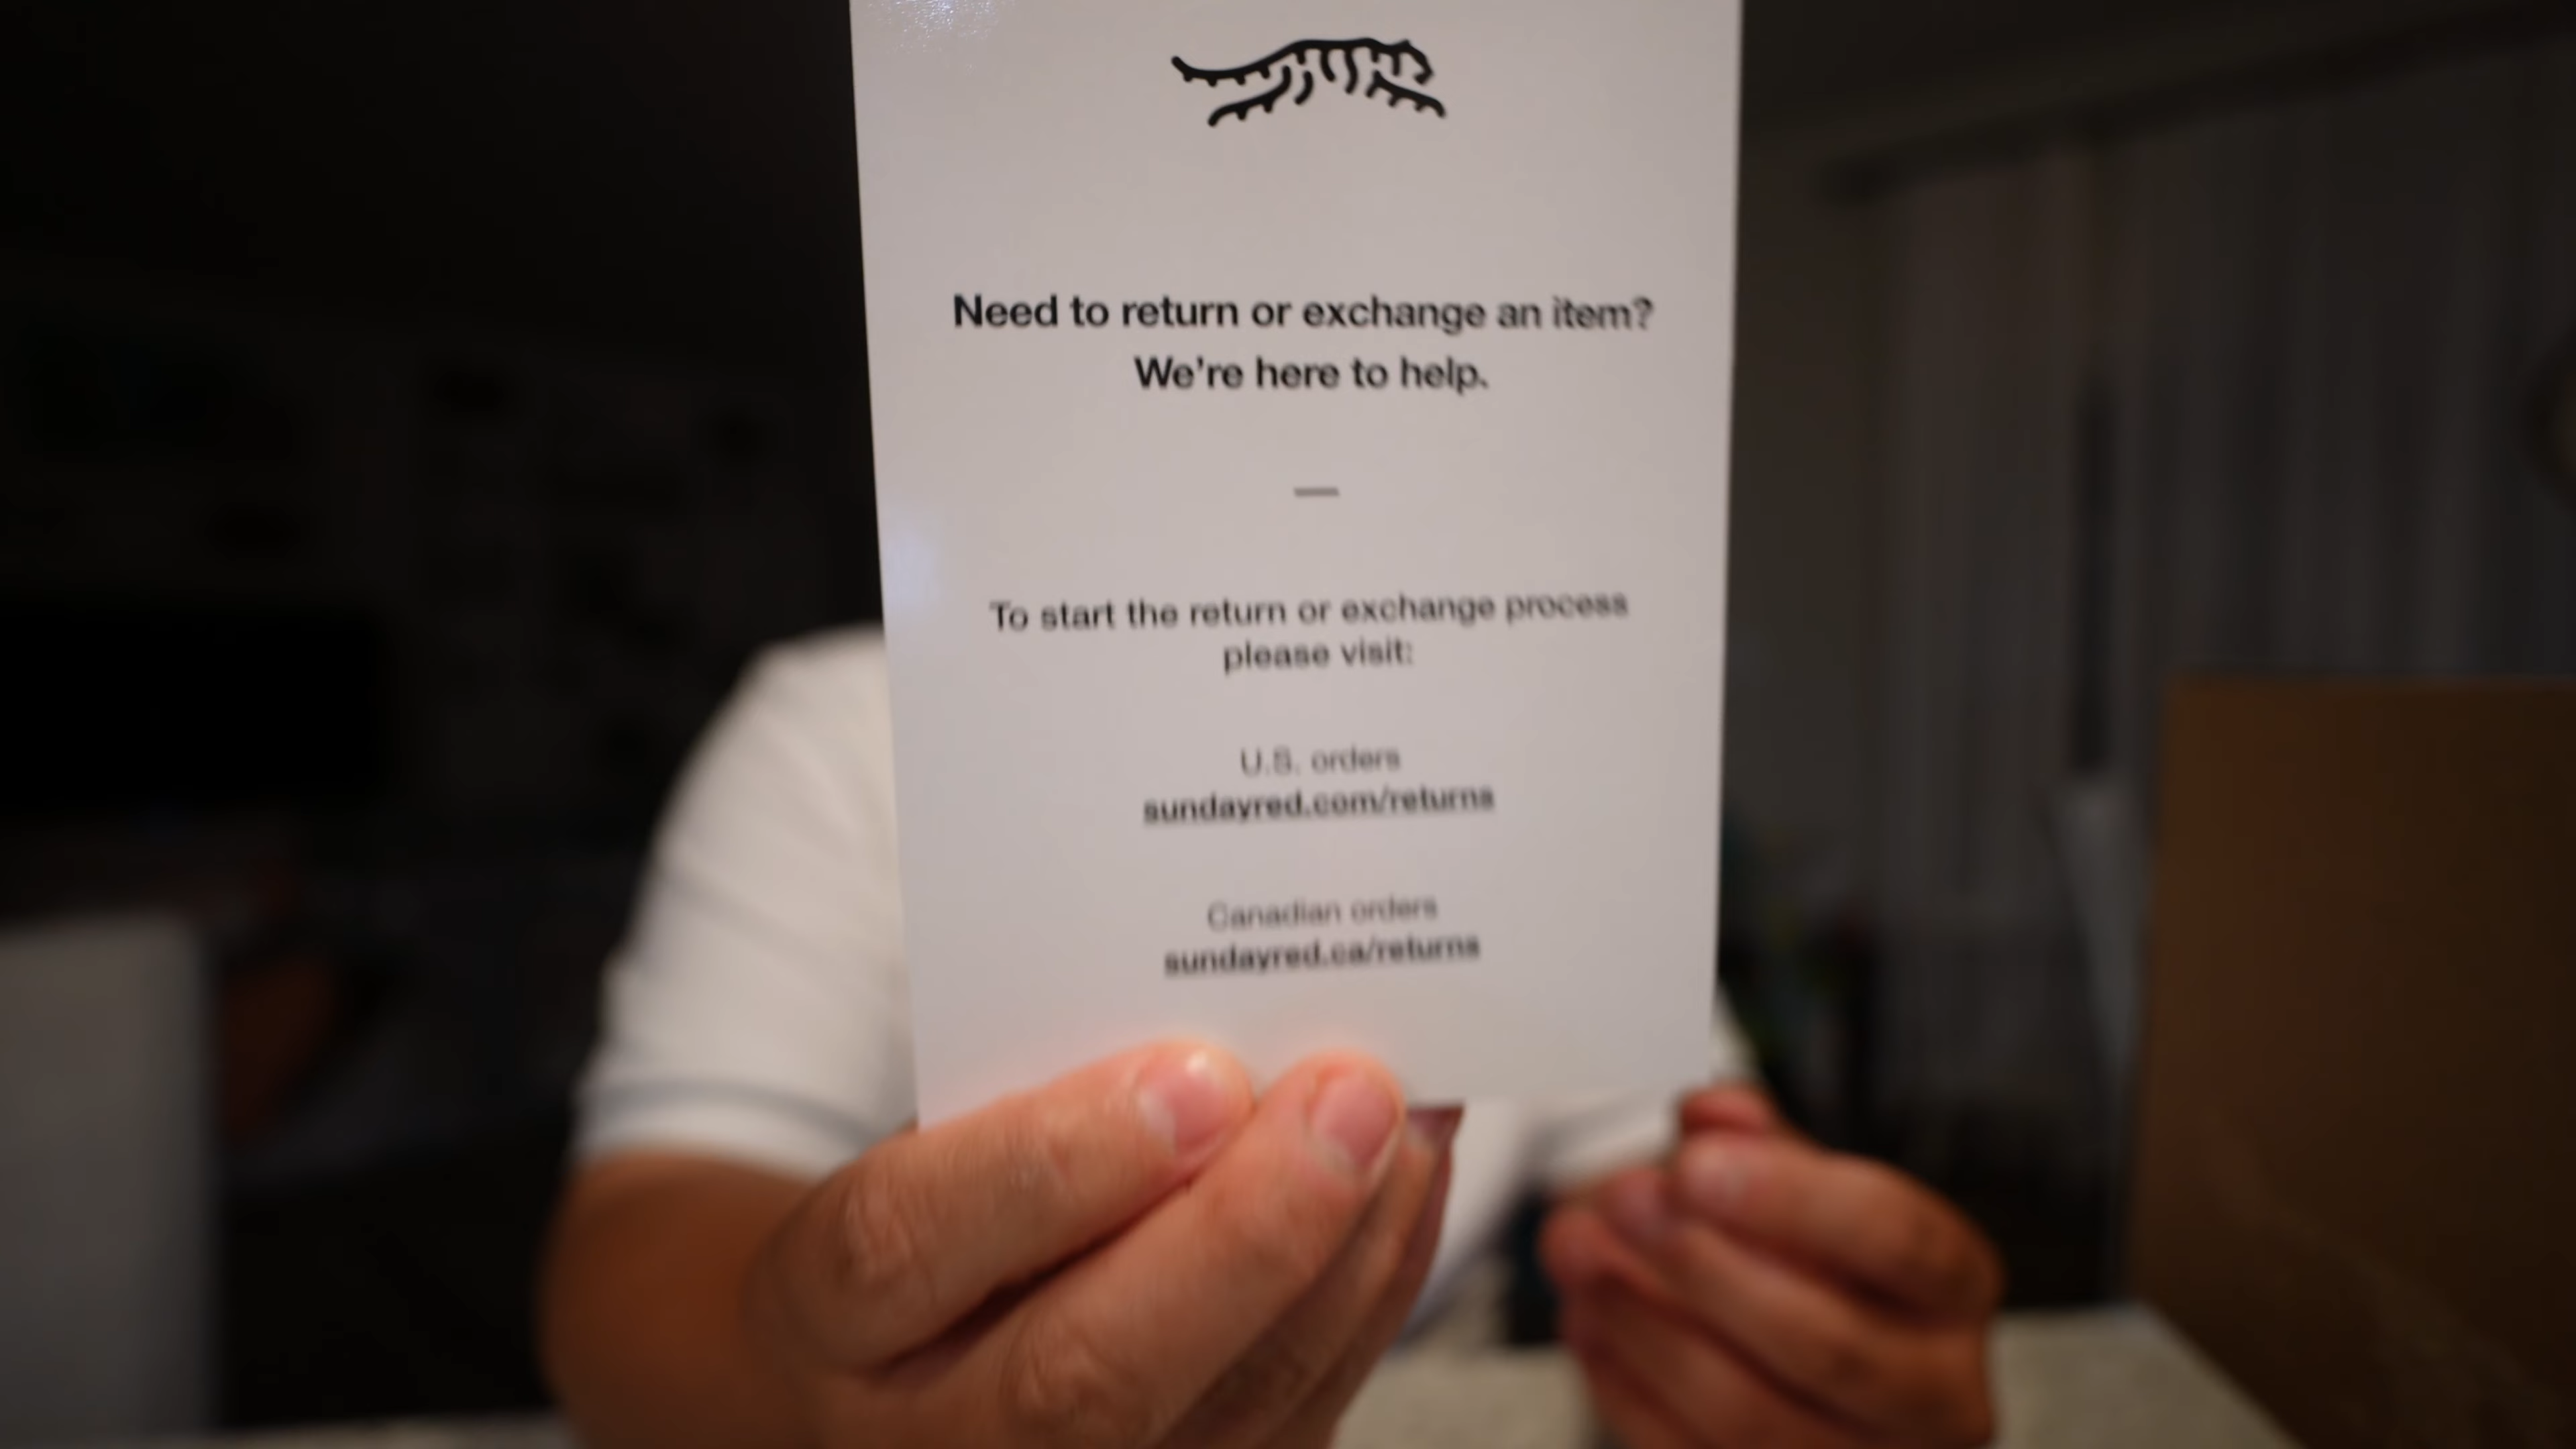 Need to return or exchange an item?
We're here to help.
—
To start the return or exchange process
please visit:
U.S. orders
sundayred.com/returns
Canadian orders
sundayred.ca/returns